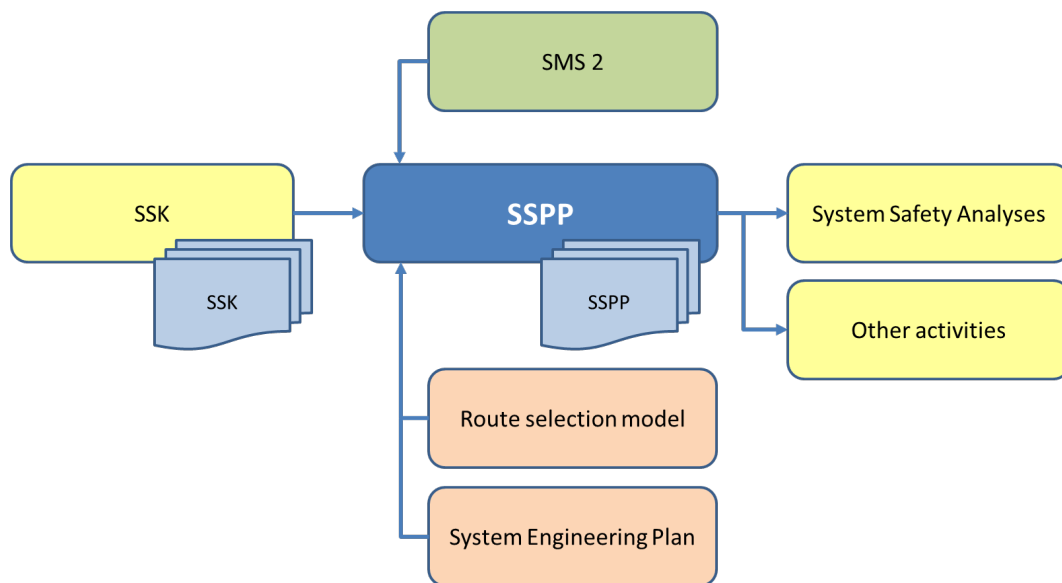 SMS 2
SSK
SSPP
System Safety Analyses
SSK
SSPP
Other activities
Route selection model
System Engineering Plan